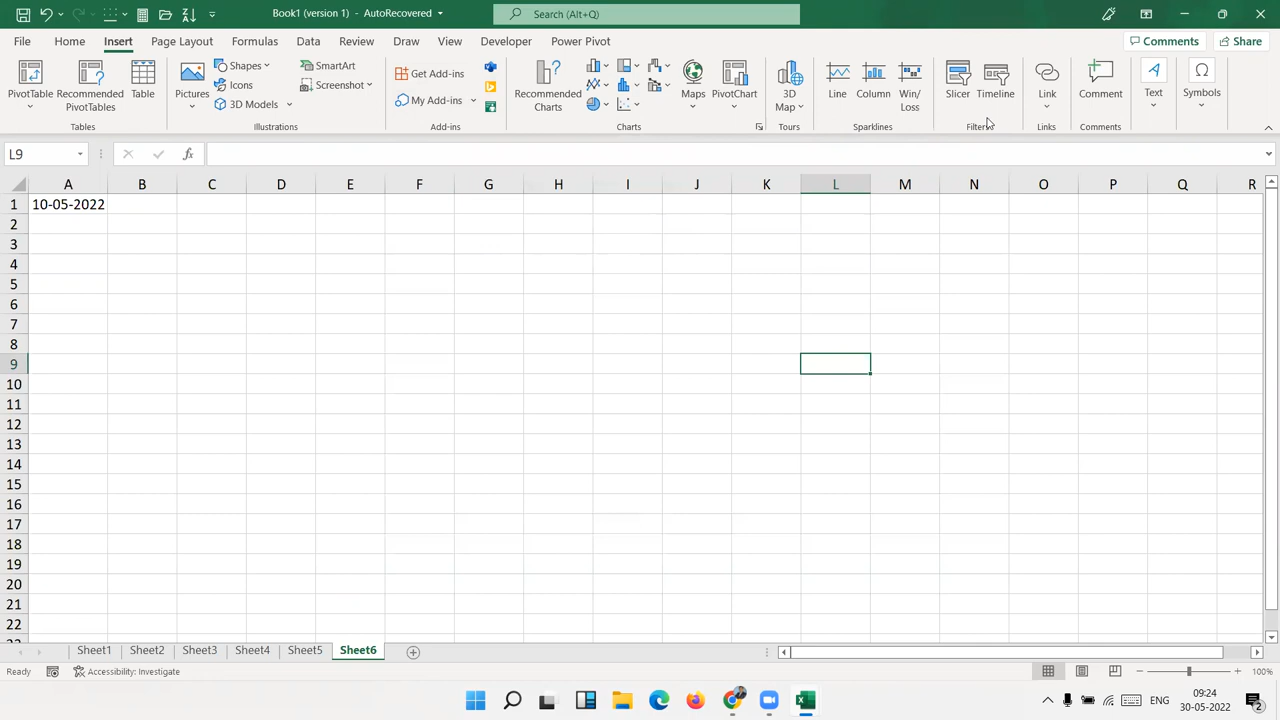 Book1 (version 1) - AutoRecovered
Search (Alt+Q)
File Home Insert Page Layout Formulas Data Review Draw View Developer Power Pivot Comments Share
PivotTable
Recommended PivotTables
Table
Pictures
Shapes
Icons
3D Models
SmartArt
Screenshot
Get Add-ins
My Add-ins
Recommended Charts
Maps
PivotChart
3D Map
Line
Column
Win/Loss
Slicer
Timeline
Link
Comment
Text
Symbols
Tables Illustrations Add-ins Charts Tours Sparklines Filters Links Comments
L9 fx
A B C D E F G H I J K L M N O P Q R
1 10-05-2022
2
3
4
5
6
7
8
9
10
11
12
13
14
15
16
17
18
19
20
21
22
Sheet1 Sheet2 Sheet3 Sheet4 Sheet5 Sheet6
Ready Accessibility: Investigate 100%
ENG 09:24
30-05-2022 2